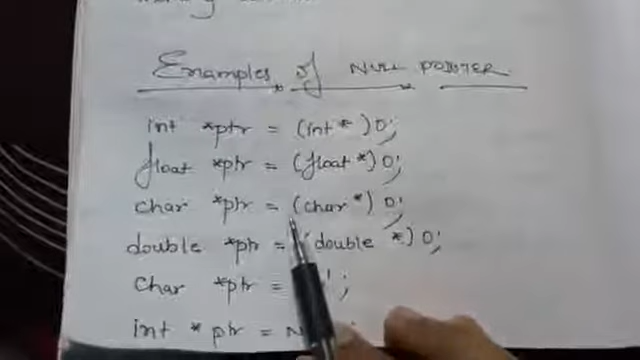 Examples of NULL POINTER
int *ptr = (int *) 0;
float *ptr = (float *) 0;
char *ptr = (char *) 0;
double *ptr = (double *) 0;
char *ptr = ';
int * ptr = N